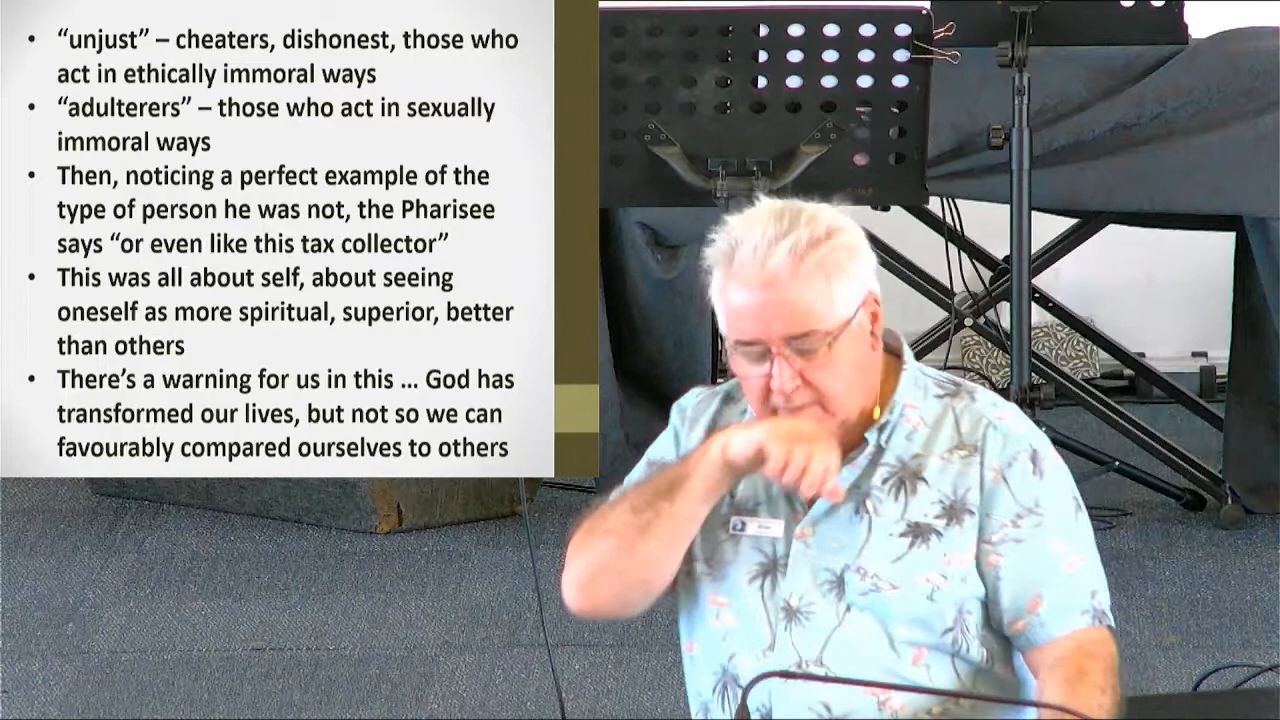 • “unjust” – cheaters, dishonest, those who
act in ethically immoral ways
• “adulterers” – those who act in sexually
immoral ways
• Then, noticing a perfect example of the
type of person he was not, the Pharisee
says “or even like this tax collector”
• This was all about self, about seeing
oneself as more spiritual, superior, better
than others
• There’s a warning for us in this ... God has
transformed our lives, but not so we can
favourably compared ourselves to others